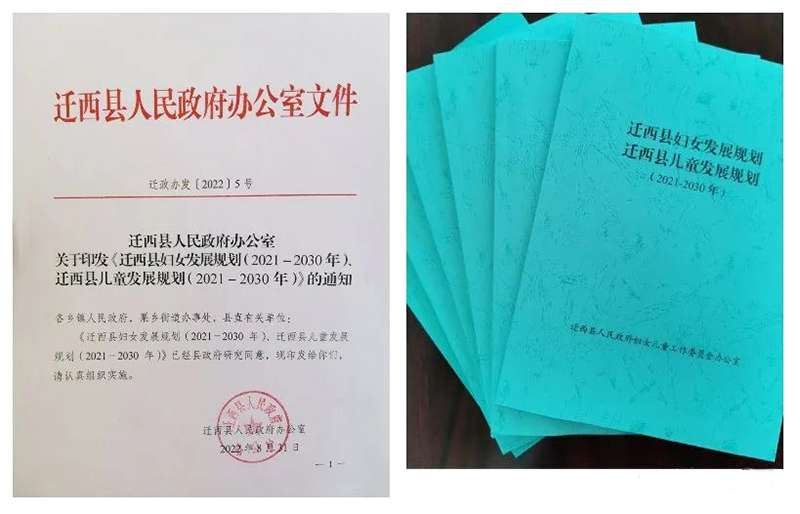 迁西县人民政府办公室文件
迁政办发〔2022〕5号
迁西县人民政府办公室
关于印发《迁西县妇女发展规划(2021-2030年)、
迁西县儿童发展规划(2021-2030年)》的通知
各乡镇人民政府，栗乡街道办事处，县直有关单位：
《迁西县妇女发展规划(2021-2030年)、迁西县儿童发展
规划(2021-2030年)》已经县政府研究同意，现印发给你们，
请认真组织实施。
迁西县人民政府办公室
2022年8月31日
—1—
迁西县妇女发展规划
迁西县儿童发展规划
(2021-2030年)
迁西县人民政府妇女儿童工作委员会办公室